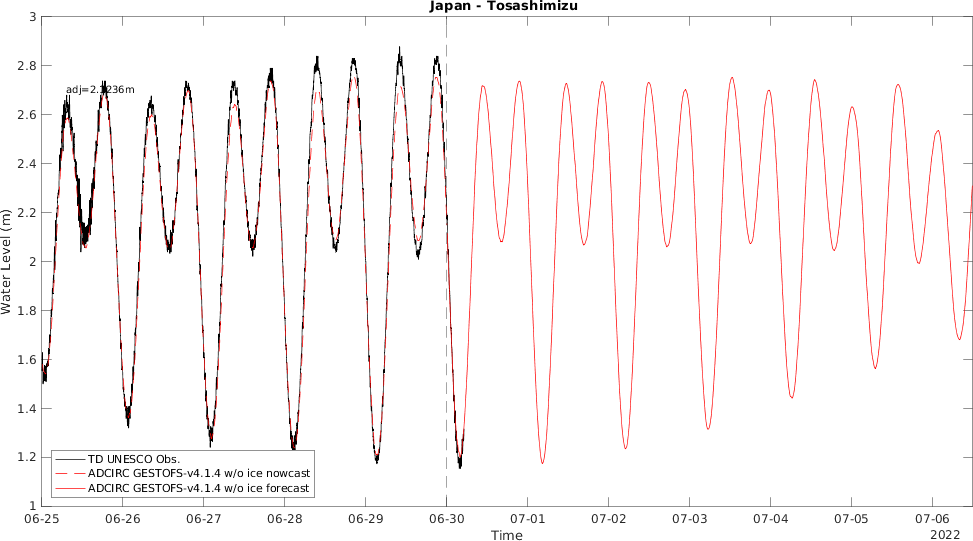 Japan - Tosashimizu
3
2.8
2.6
2.4
2.2
2
1.8
1.6
1.4
1.2
1
Water Level (m)
adj=2.1236m
TD UNESCO Obs.
ADCIRC GESTOFS-v4.1.4 w/o ice nowcast
ADCIRC GESTOFS-v4.1.4 w/o ice forecast
06-25 06-26 06-27 06-28 06-29 06-30 07-01 07-02 07-03 07-04 07-05 07-06
2022
Time